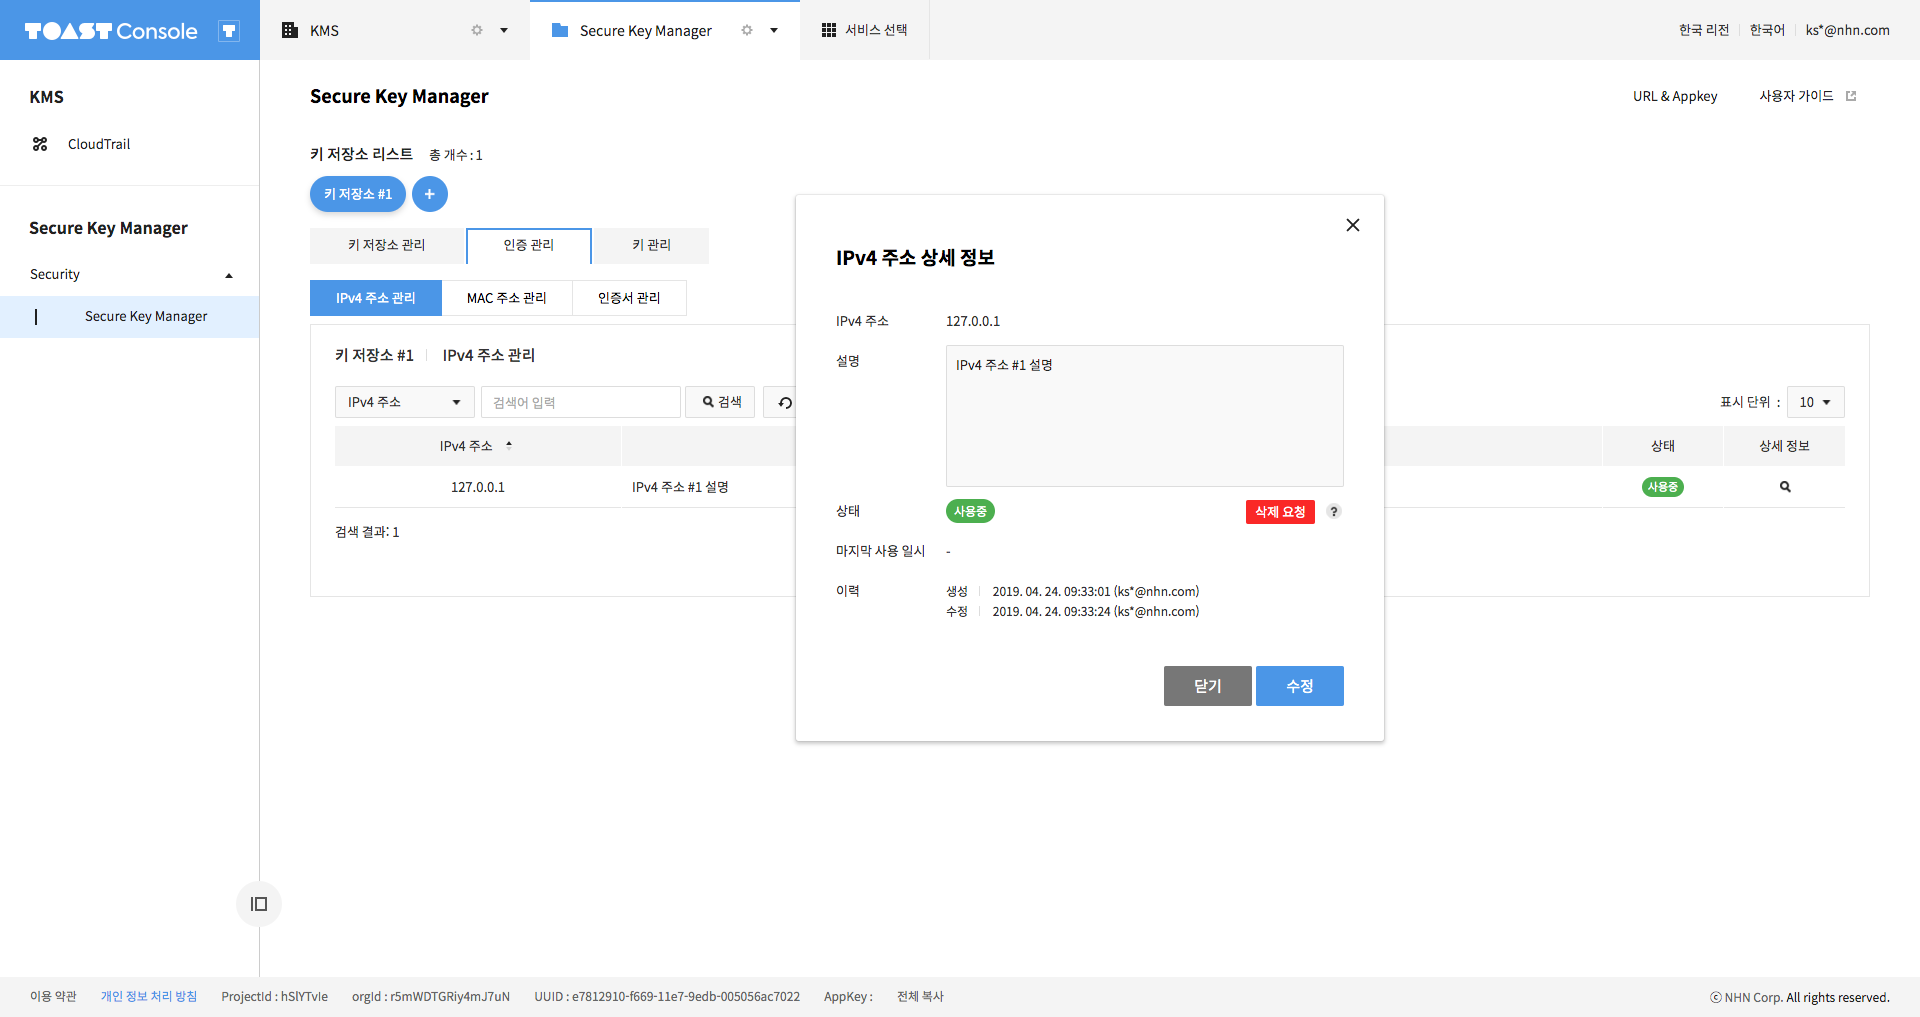 TOAST Console
KMS
Secure Key Manager
서비스 선택
한국 리전
한국어
ks*@nhn.com
KMS
CloudTrail
Secure Key Manager
Security
Secure Key Manager
Secure Key Manager
URL & Appkey
사용자 가이드
키 저장소 리스트 총 개수 : 1
키 저장소 #1
+
키 저장소 관리
인증 관리
키 관리
IPv4 주소 관리
MAC 주소 관리
인증서 관리
키 저장소 #1 IPv4 주소 관리
IPv4 주소
검색어 입력
검색
표시 단위 : 10
IPv4 주소
상태
상세 정보
127.0.0.1
IPv4 주소 #1 설명
사용중
검색 결과: 1
IPv4 주소 상세 정보
IPv4 주소 127.0.0.1
설명 IPv4 주소 #1 설명
상태 사용중 삭제 요청 ?
마지막 사용 일시 -
이력 생성 2019. 04. 24. 09:33:01 (ks*@nhn.com)
수정 2019. 04. 24. 09:33:24 (ks*@nhn.com)
닫기
수정
이용 약관 개인 정보 처리 방침 ProjectId : hSlYTvIe orgId : r5mWDTGRiy4mJ7uN UUID : e7812910-f669-11e7-9edb-005056ac7022 AppKey : 전체 복사
ⓒ NHN Corp. All rights reserved.